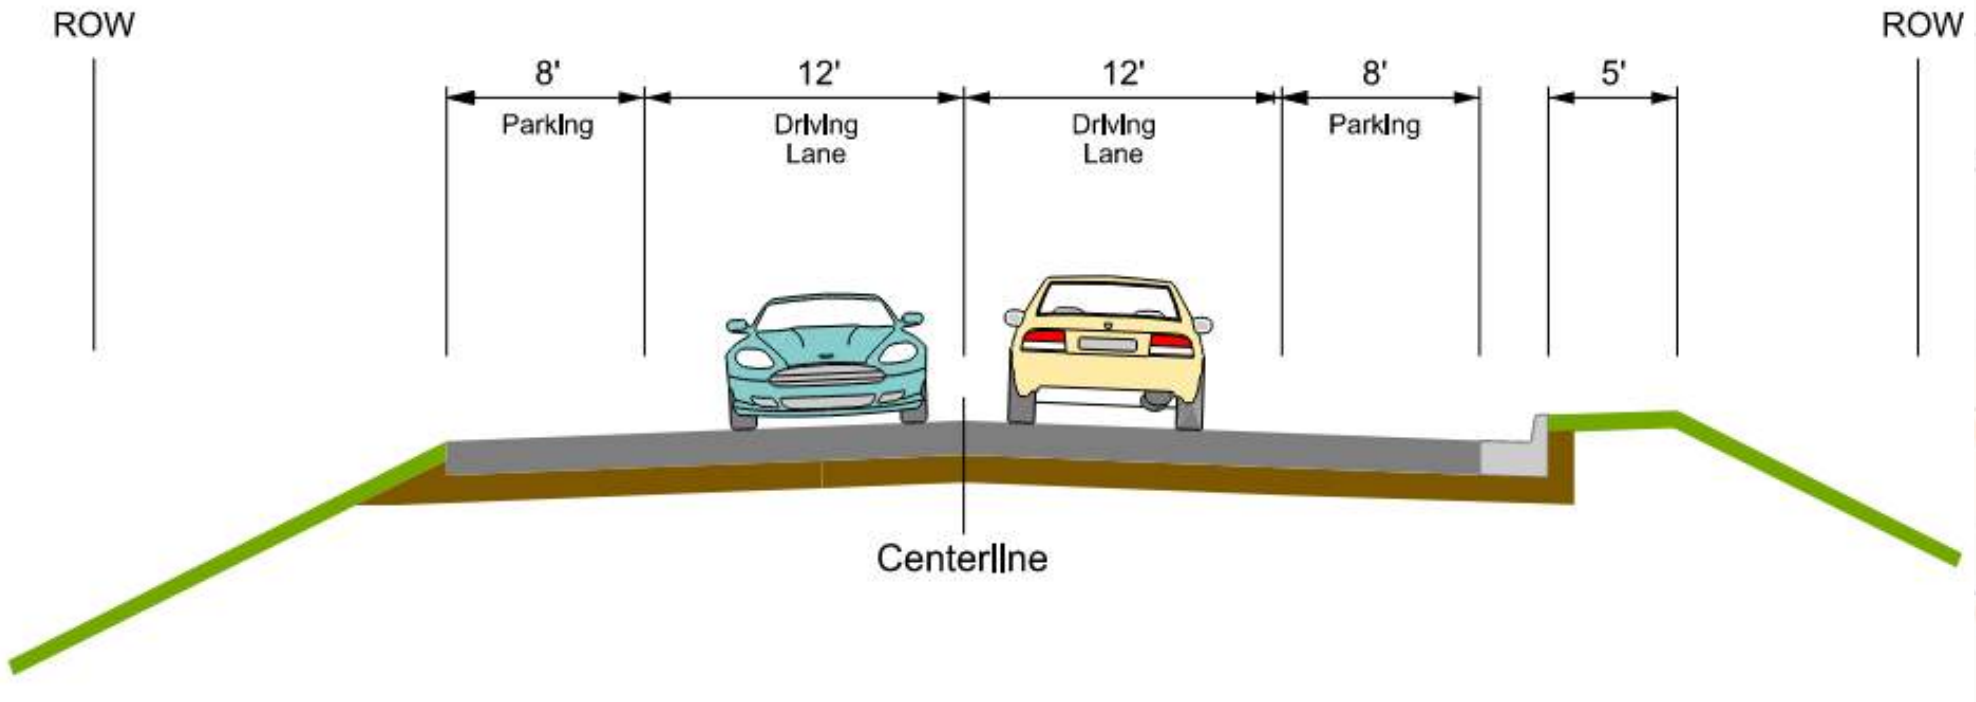 ROW
ROW
8'
12'
12'
8'
5'
Parking
Driving
Lane
Driving
Lane
Parking
Centerline